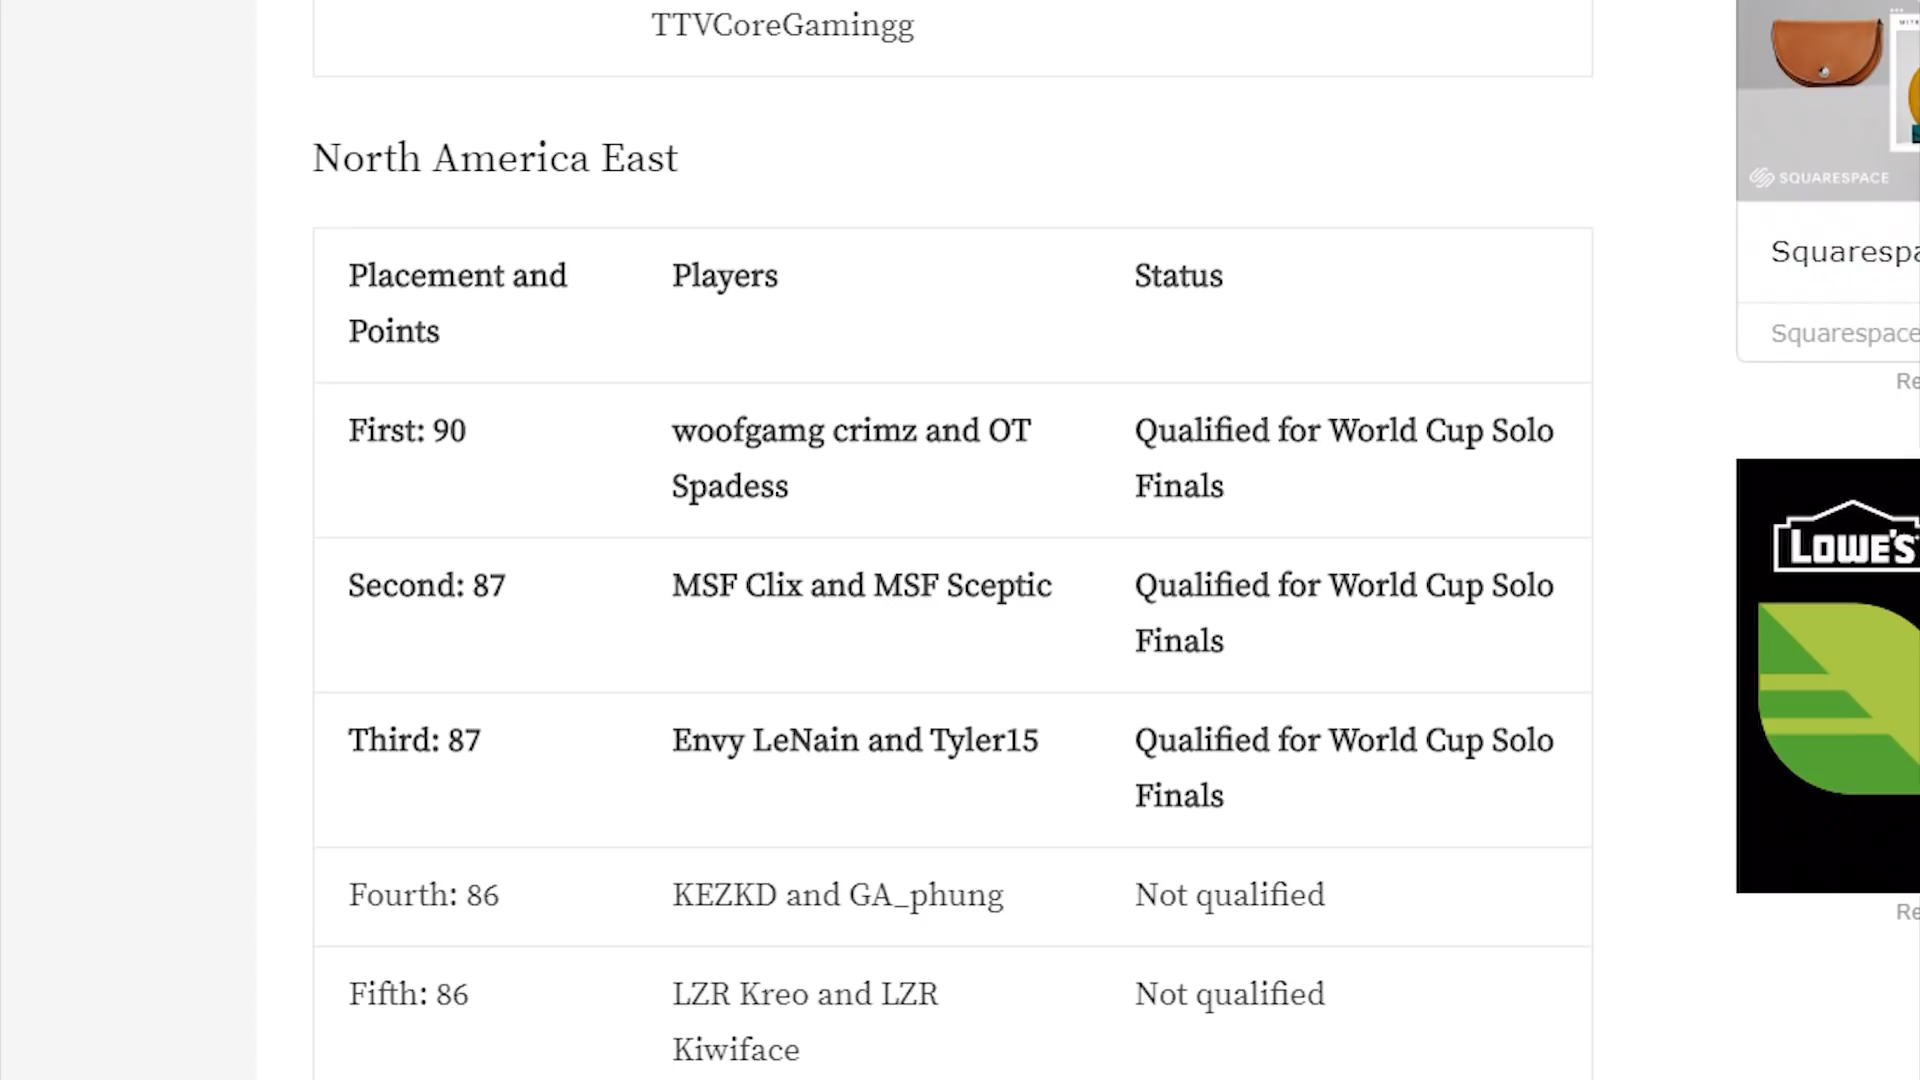 TTVCoreGamingg
North America East
Placement and
Points
Players
Status
First: 90
woofgamg crimz and OT
Spadess
Qualified for World Cup Solo
Finals
Second: 87
MSF Clix and MSF Sceptic
Qualified for World Cup Solo
Finals
Third: 87
Envy LeNain and Tyler15
Qualified for World Cup Solo
Finals
Fourth: 86
KEZKD and GA_phung
Not qualified
Fifth: 86
LZR Kreo and LZR
Kiwiface
Not qualified
SQUARESPACE
Squarespa
Squarespace
Re
LOWE'S
Re